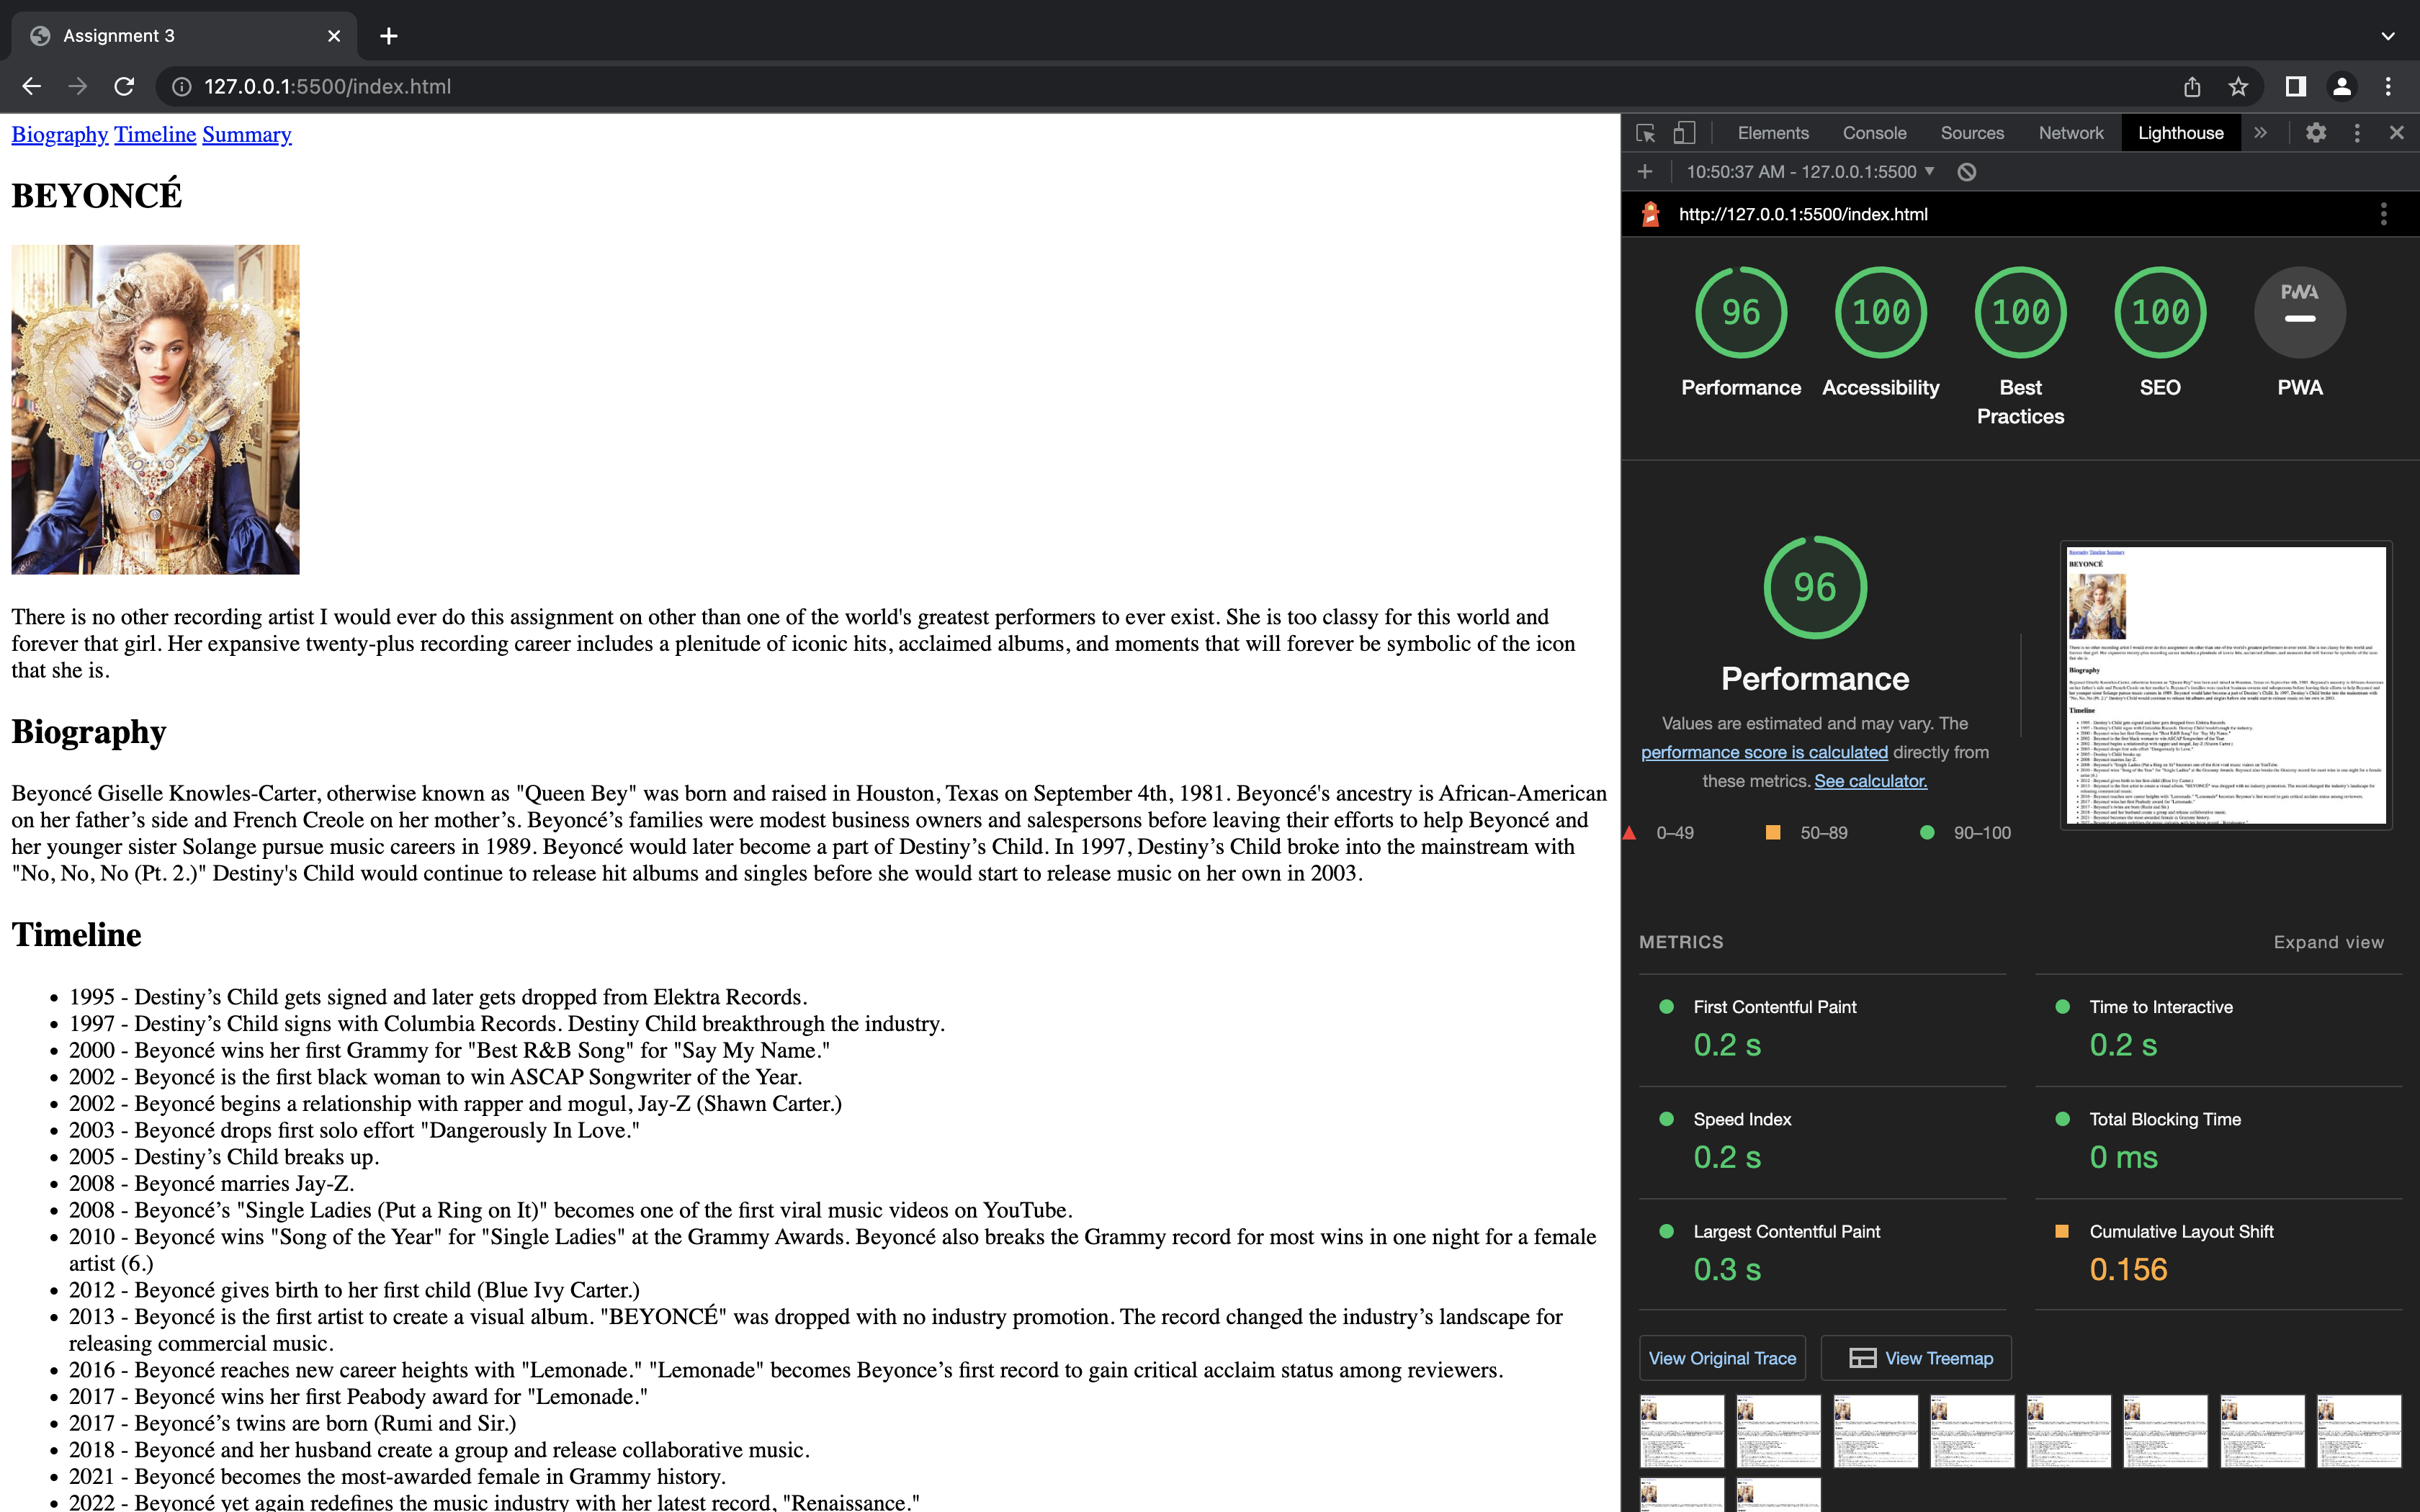 Assignment 3
127.0.0.1:5500/index.html
Biography Timeline Summary
BEYONCÉ
There is no other recording artist I would ever do this assignment on other than one of the world's greatest performers to ever exist. She is too classy for this world and
forever that girl. Her expansive twenty-plus recording career includes a plenitude of iconic hits, acclaimed albums, and moments that will forever be symbolic of the icon
that she is.
Biography
Beyoncé Giselle Knowles-Carter, otherwise known as "Queen Bey" was born and raised in Houston, Texas on September 4th, 1981. Beyoncé's ancestry is African-American
on her father’s side and French Creole on her mother’s. Beyoncé’s families were modest business owners and salespersons before leaving their efforts to help Beyoncé and
her younger sister Solange pursue music careers in 1989. Beyoncé would later become a part of Destiny’s Child. In 1997, Destiny’s Child broke into the mainstream with
"No, No, No (Pt. 2.)" Destiny's Child would continue to release hit albums and singles before she would start to release music on her own in 2003.
Timeline
• 1995 - Destiny’s Child gets signed and later gets dropped from Elektra Records.
• 1997 - Destiny’s Child signs with Columbia Records. Destiny Child breakthrough the industry.
• 2000 - Beyoncé wins her first Grammy for "Best R&B Song" for "Say My Name."
• 2002 - Beyoncé is the first black woman to win ASCAP Songwriter of the Year.
• 2002 - Beyoncé begins a relationship with rapper and mogul, Jay-Z (Shawn Carter.)
• 2003 - Beyoncé drops first solo effort "Dangerously In Love."
• 2005 - Destiny’s Child breaks up.
• 2008 - Beyoncé marries Jay-Z.
• 2008 - Beyoncé’s "Single Ladies (Put a Ring on It)" becomes one of the first viral music videos on YouTube.
• 2010 - Beyoncé wins "Song of the Year" for "Single Ladies" at the Grammy Awards. Beyoncé also breaks the Grammy record for most wins in one night for a female
artist (6.)
• 2012 - Beyoncé gives birth to her first child (Blue Ivy Carter.)
• 2013 - Beyoncé is the first artist to create a visual album. "BEYONCÉ" was dropped with no industry promotion. The record changed the industry’s landscape for
releasing commercial music.
• 2016 - Beyoncé reaches new career heights with "Lemonade." "Lemonade" becomes Beyonce’s first record to gain critical acclaim status among reviewers.
• 2017 - Beyoncé wins her first Peabody award for "Lemonade."
• 2017 - Beyoncé’s twins are born (Rumi and Sir.)
• 2018 - Beyoncé and her husband create a group and release collaborative music.
• 2021 - Beyoncé becomes the most-awarded female in Grammy history.
• 2022 - Beyoncé yet again redefines the music industry with her latest record, "Renaissance."
Elements Console Sources Network Lighthouse
10:50:37 AM - 127.0.0.1:5500
http://127.0.0.1:5500/index.html
96 100 100 100 PWA
Performance Accessibility Best Practices SEO PWA
96
Performance
Values are estimated and may vary. The
performance score is calculated directly from
these metrics. See calculator.
0–49 50–89 90–100
METRICS Expand view
First Contentful Paint
0.2 s
Time to Interactive
0.2 s
Speed Index
0.2 s
Total Blocking Time
0 ms
Largest Contentful Paint
0.3 s
Cumulative Layout Shift
0.156
View Original Trace View Treemap